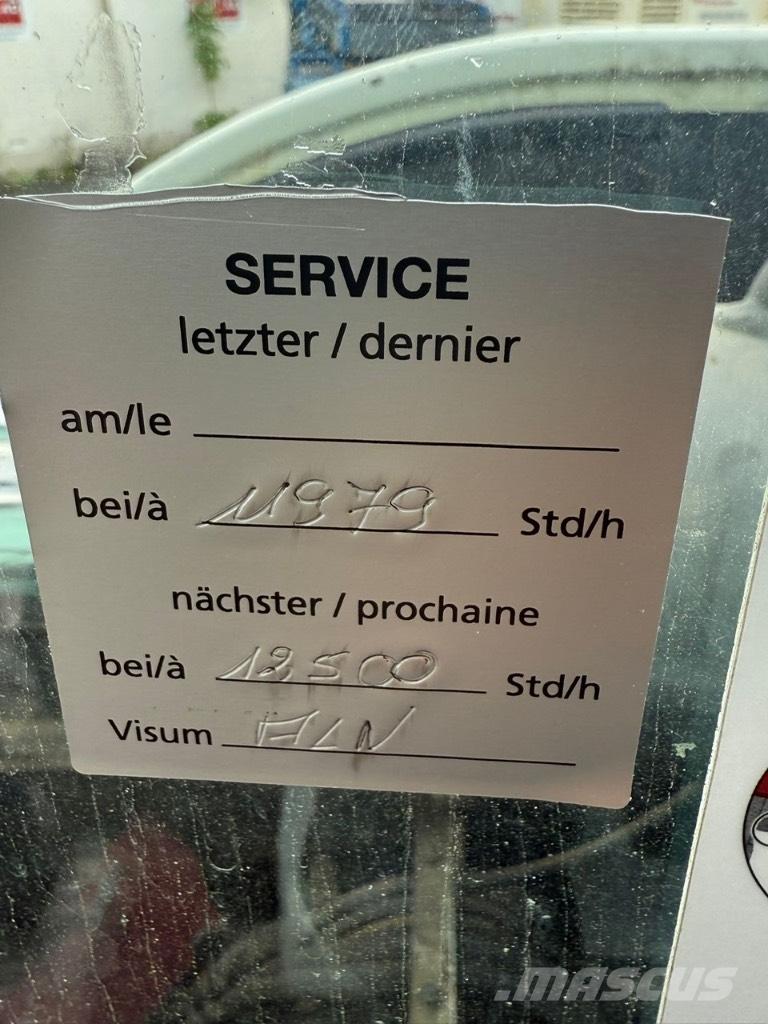 SERVICE
letzter / dernier
am/le
bei/à 11979 Std/h
nächster / prochaine
bei/à 12500 Std/h
Visum
MASCUS